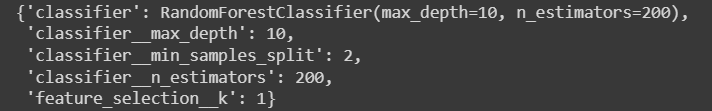 {'classifier': RandomForestClassifier(max_depth=10, n_estimators=200),
'classifier__max_depth': 10,
'classifier__min_samples_split': 2,
'classifier__n_estimators': 200,
'feature_selection__k': 1}